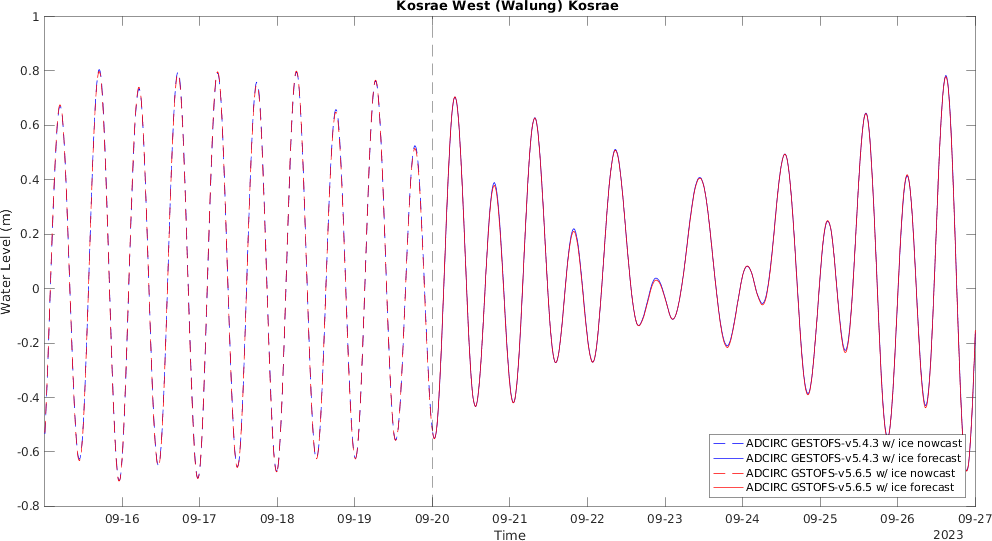 Kosrae West (Walung) Kosrae
1
0.8
0.6
0.4
0.2
0
-0.2
-0.4
-0.6
-0.8
Water Level (m)
ADCIRC GESTOFS-v5.4.3 w/ ice nowcast
ADCIRC GESTOFS-v5.4.3 w/ ice forecast
ADCIRC GSTOFS-v5.6.5 w/ ice nowcast
ADCIRC GSTOFS-v5.6.5 w/ ice forecast
09-16 09-17 09-18 09-19 09-20 09-21 09-22 09-23 09-24 09-25 09-26 09-27
Time
2023